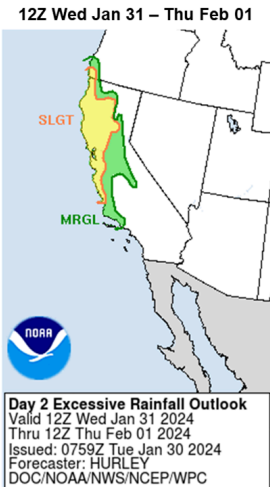 12Z Wed Jan 31 – Thu Feb 01
SLGT
MRGL
NOAA
Day 2 Excessive Rainfall Outlook
Valid 12Z Wed Jan 31 2024
Thru 12Z Thu Feb 01 2024
Issued: 0759Z Tue Jan 30 2024
Forecaster: HURLEY
DOC/NOAA/NWS/NCEP/WPC